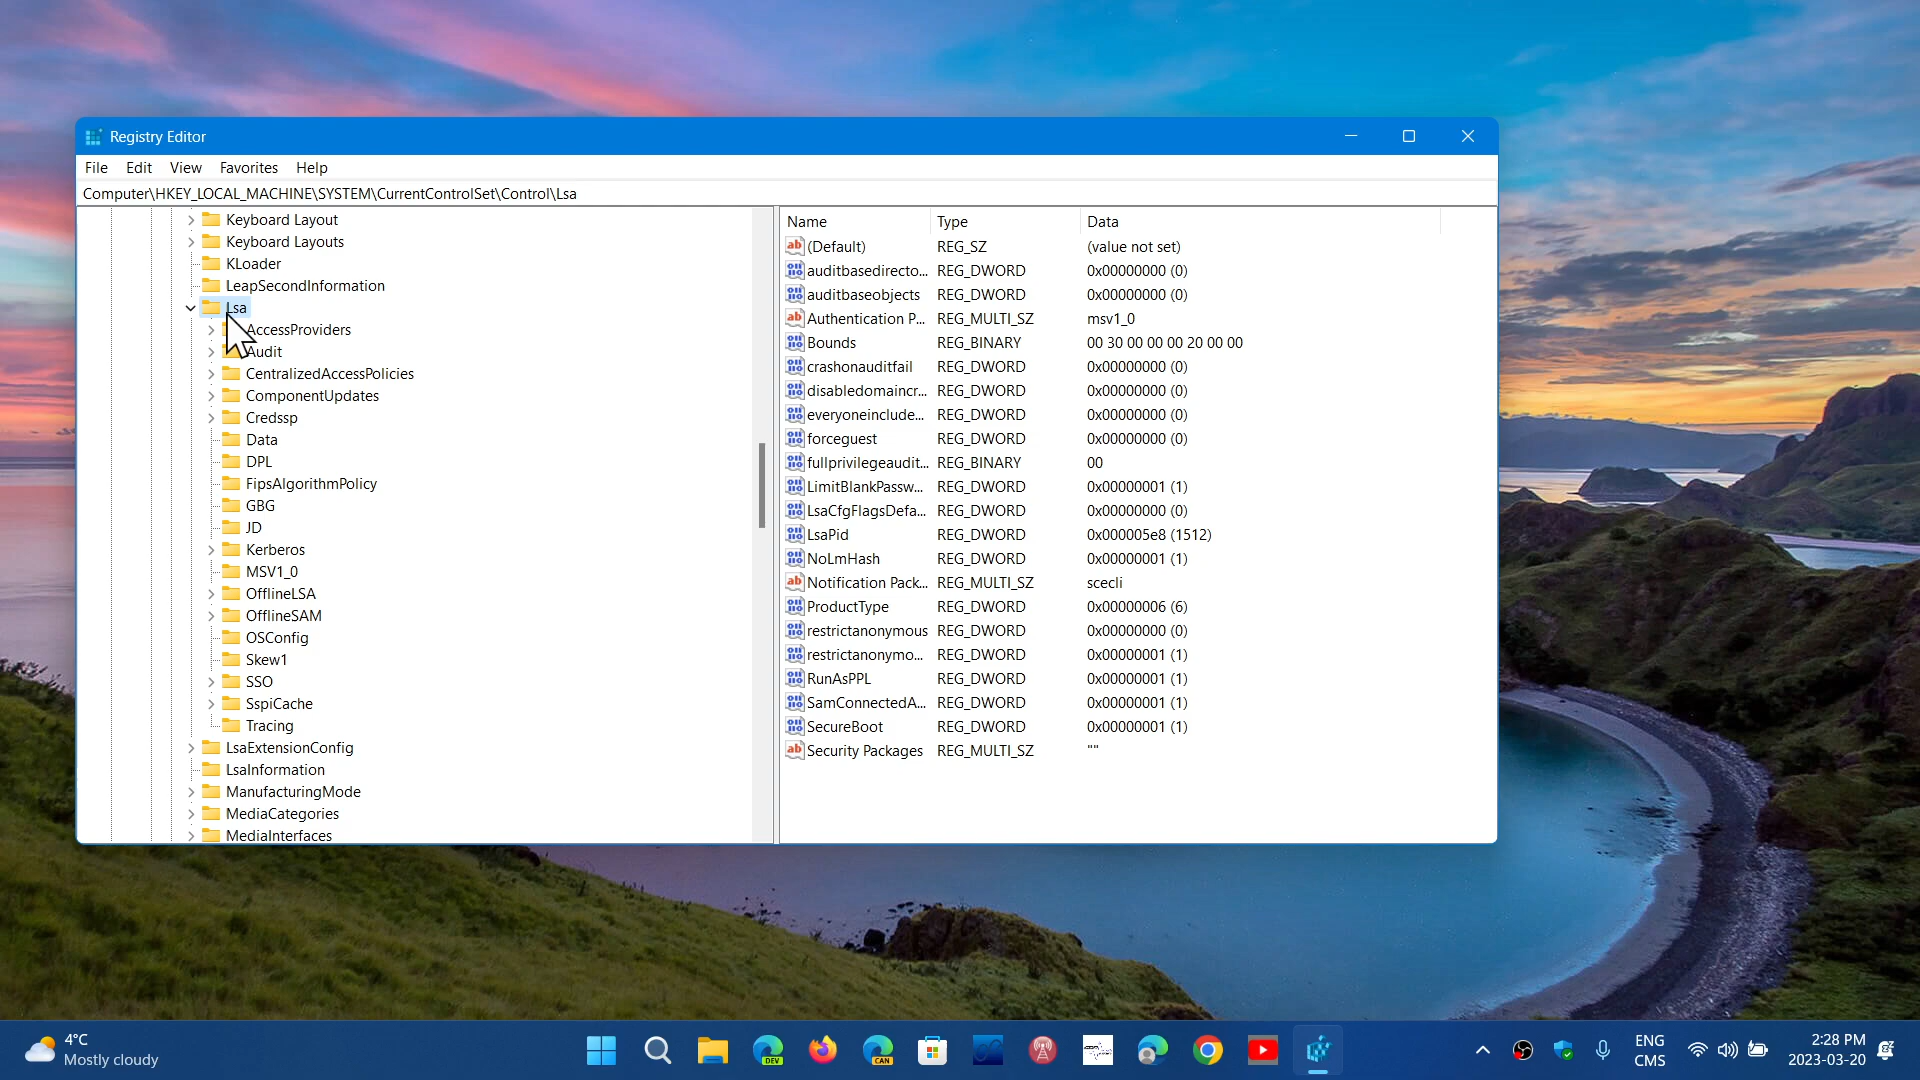 Registry Editor
File Edit View Favorites Help
Computer\HKEY_LOCAL_MACHINE\SYSTEM\CurrentControlSet\Control\Lsa
Keyboard Layout
Keyboard Layouts
KLoader
LeapSecondInformation
Lsa
AccessProviders
Audit
CentralizedAccessPolicies
ComponentUpdates
Credssp
Data
DPL
FipsAlgorithmPolicy
GBG
JD
Kerberos
MSV1_0
OfflineLSA
OfflineSAM
OSConfig
Skew1
SSO
SspiCache
Tracing
LsaExtensionConfig
LsaInformation
ManufacturingMode
MediaCategories
MediaInterfaces
Name Type Data
(Default) REG_SZ (value not set)
auditbasedirecto... REG_DWORD 0x00000000 (0)
auditbaseobjects REG_DWORD 0x00000000 (0)
Authentication P... REG_MULTI_SZ msv1_0
Bounds REG_BINARY 00 30 00 00 00 20 00 00
crashonauditfail REG_DWORD 0x00000000 (0)
disabledomaincr... REG_DWORD 0x00000000 (0)
everyoneinclude... REG_DWORD 0x00000000 (0)
forceguest REG_DWORD 0x00000000 (0)
fullprivilegeaudit... REG_BINARY 00
LimitBlankPassw... REG_DWORD 0x00000001 (1)
LsaCfgFlagsDefa... REG_DWORD 0x00000000 (0)
LsaPid REG_DWORD 0x000005e8 (1512)
NoLmHash REG_DWORD 0x00000001 (1)
Notification Pack... REG_MULTI_SZ scecli
ProductType REG_DWORD 0x00000006 (6)
restrictanonymous REG_DWORD 0x00000000 (0)
restrictanonymo... REG_DWORD 0x00000001 (1)
RunAsPPL REG_DWORD 0x00000001 (1)
SamConnectedA... REG_DWORD 0x00000001 (1)
SecureBoot REG_DWORD 0x00000001 (1)
Security Packages REG_MULTI_SZ ""
4°C
Mostly cloudy
DEV
CAN
ENG
CMS
2:28 PM
2023-03-20